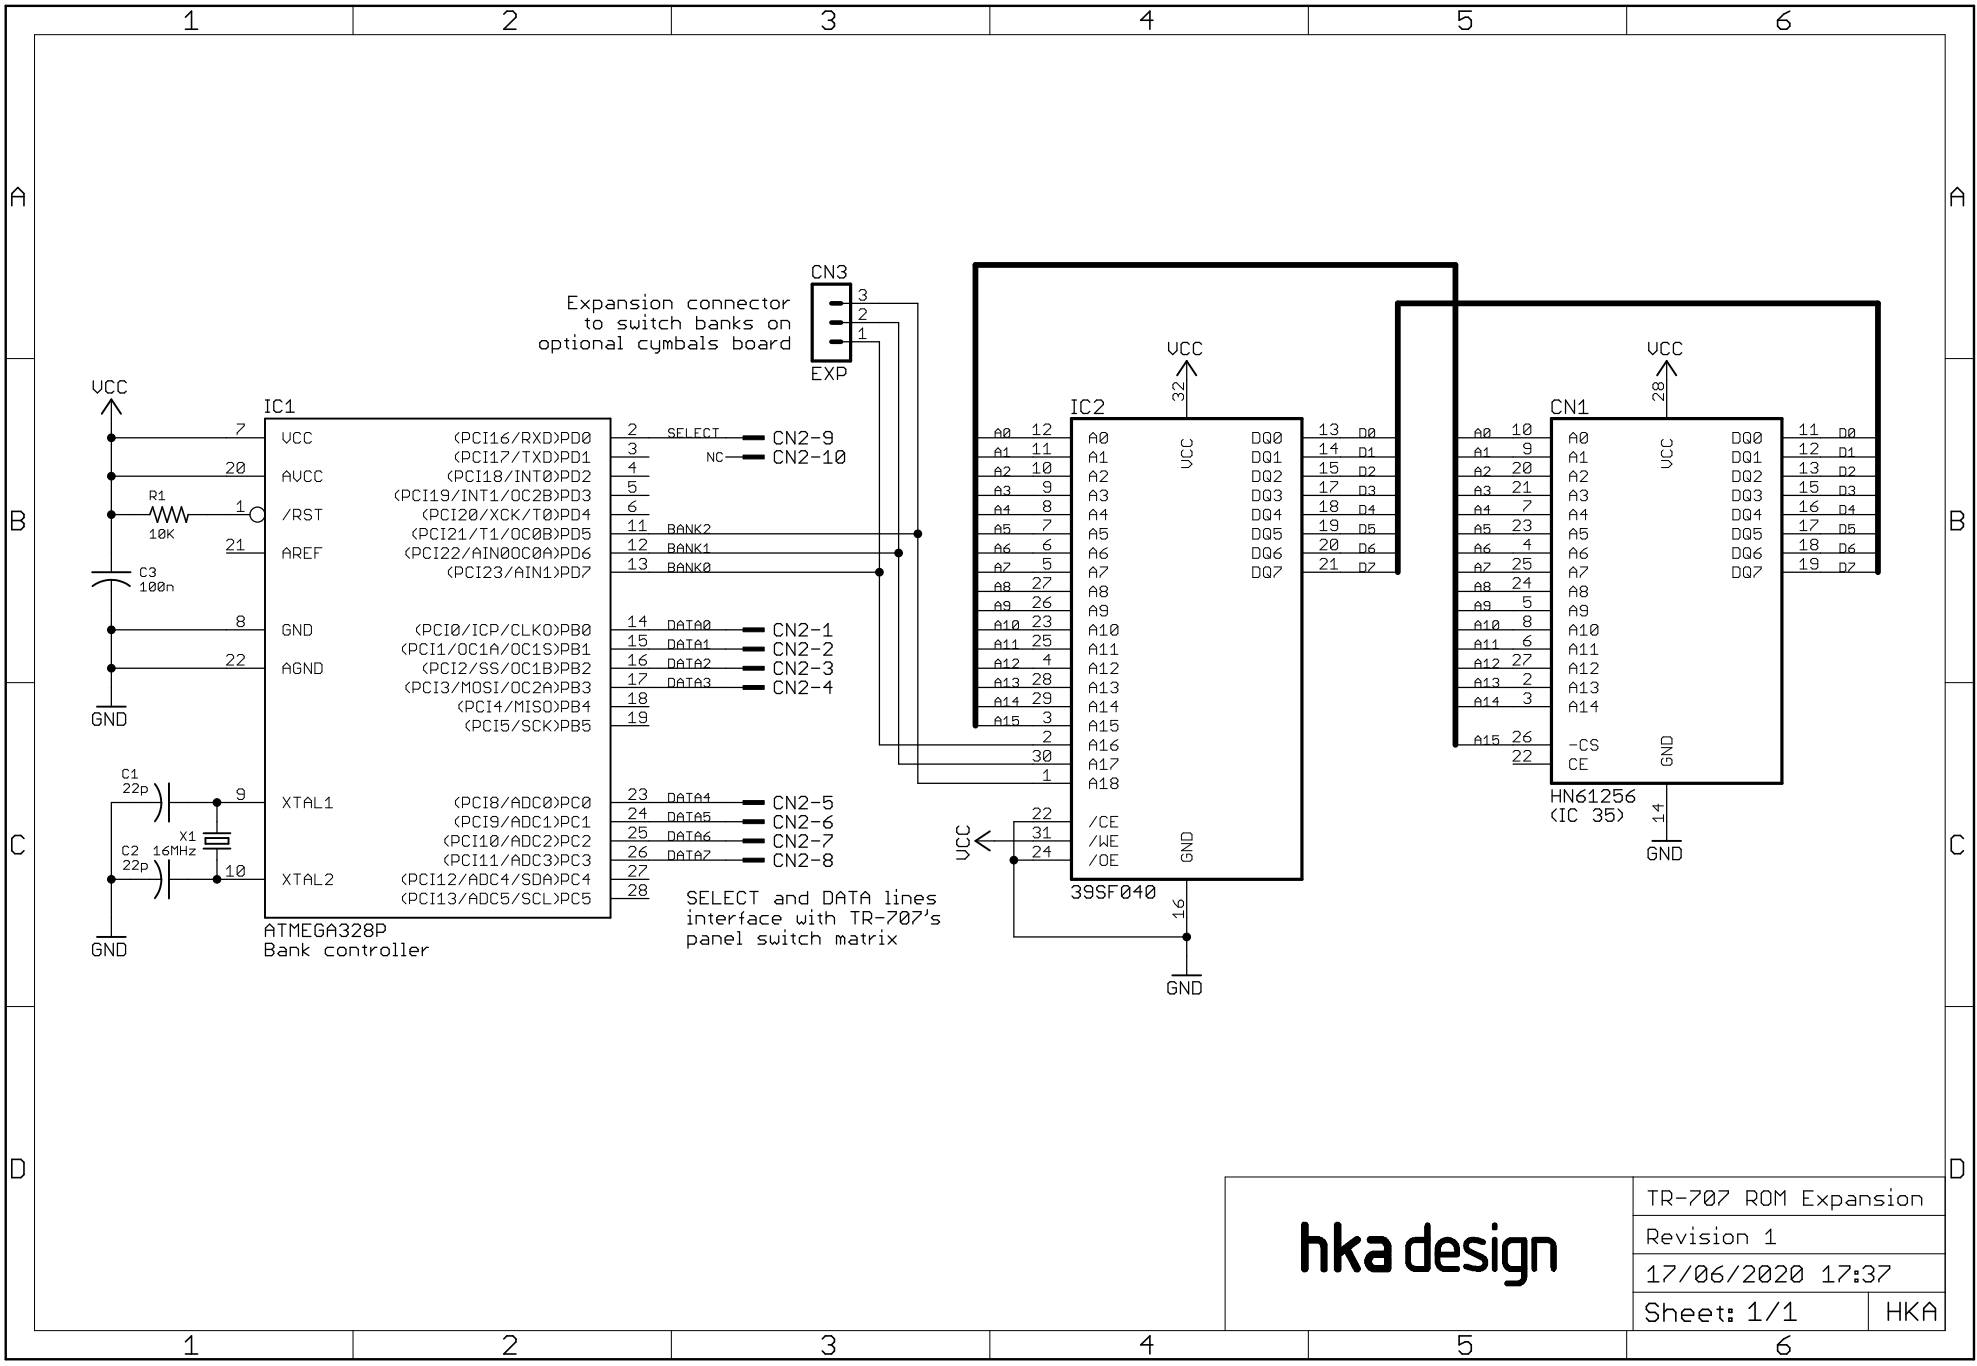 1 2 3 4 5 6
A A
B B
C C
D D
CN3
Expansion connector
to switch banks on
optional cymbals board
3
2
1
EXP
VCC
IC1
7 VCC
20 AVCC
R1
10K
1 /RST
21 AREF
C3
100n
8 GND
22 AGND
GND
C1
22p
9 XTAL1
X1
16MHz
C2
22p
10 XTAL2
GND
(PCI16/RXD)PD0 2 SELECT CN2-9
(PCI17/TXD)PD1 3 NC CN2-10
(PCI18/INT0)PD2 4
(PCI19/INT1/OC2B)PD3 5
(PCI20/XCK/T0)PD4 6
(PCI21/T1/OC0B)PD5 11 BANK2
(PCI22/AIN0OC0A)PD6 12 BANK1
(PCI23/AIN1)PD7 13 BANK0
(PCI0/ICP/CLKO)PB0 14 DATA0 CN2-1
(PCI1/OC1A/OC1S)PB1 15 DATA1 CN2-2
(PCI2/SS/OC1B)PB2 16 DATA2 CN2-3
(PCI3/MOSI/OC2A)PB3 17 DATA3 CN2-4
(PCI4/MISO)PB4 18
(PCI5/SCK)PB5 19
(PCI8/ADC0)PC0 23 DATA4 CN2-5
(PCI9/ADC1)PC1 24 DATA5 CN2-6
(PCI10/ADC2)PC2 25 DATA6 CN2-7
(PCI11/ADC3)PC3 26 DATA7 CN2-8
(PCI12/ADC4/SDA)PC4 27
(PCI13/ADC5/SCL)PC5 28
ATMEGA328P
Bank controller
SELECT and DATA lines
interface with TR-707's
panel switch matrix
VCC
32
IC2
VCC
A0 12 A0
A1 11 A1
A2 10 A2
A3 9 A3
A4 8 A4
A5 7 A5
A6 6 A6
A7 5 A7
A8 27 A8
A9 26 A9
A10 23 A10
A11 25 A11
A12 4 A12
A13 28 A13
A14 29 A14
A15 3 A15
2 A16
30 A17
1 A18
22 /CE
VCC 31 /WE
24 /OE
GND
DQ0 13 D0
DQ1 14 D1
DQ2 15 D2
DQ3 17 D3
DQ4 18 D4
DQ5 19 D5
DQ6 20 D6
DQ7 21 D7
39SF040
16
GND
VCC
28
CN1
VCC
A0 10 A0
A1 9 A1
A2 20 A2
A3 21 A3
A4 7 A4
A5 23 A5
A6 4 A6
A7 25 A7
A8 24 A8
A9 5 A9
A10 8 A10
A11 6 A11
A12 27 A12
A13 2 A13
A14 3 A14
A15 26 -CS
22 CE
GND
DQ0 11 D0
DQ1 12 D1
DQ2 13 D2
DQ3 15 D3
DQ4 16 D4
DQ5 17 D5
DQ6 18 D6
DQ7 19 D7
HN61256
(IC 35)
14
GND
hka design
TR-707 ROM Expansion
Revision 1
17/06/2020 17:37
Sheet: 1/1 HKA
1 2 3 4 5 6